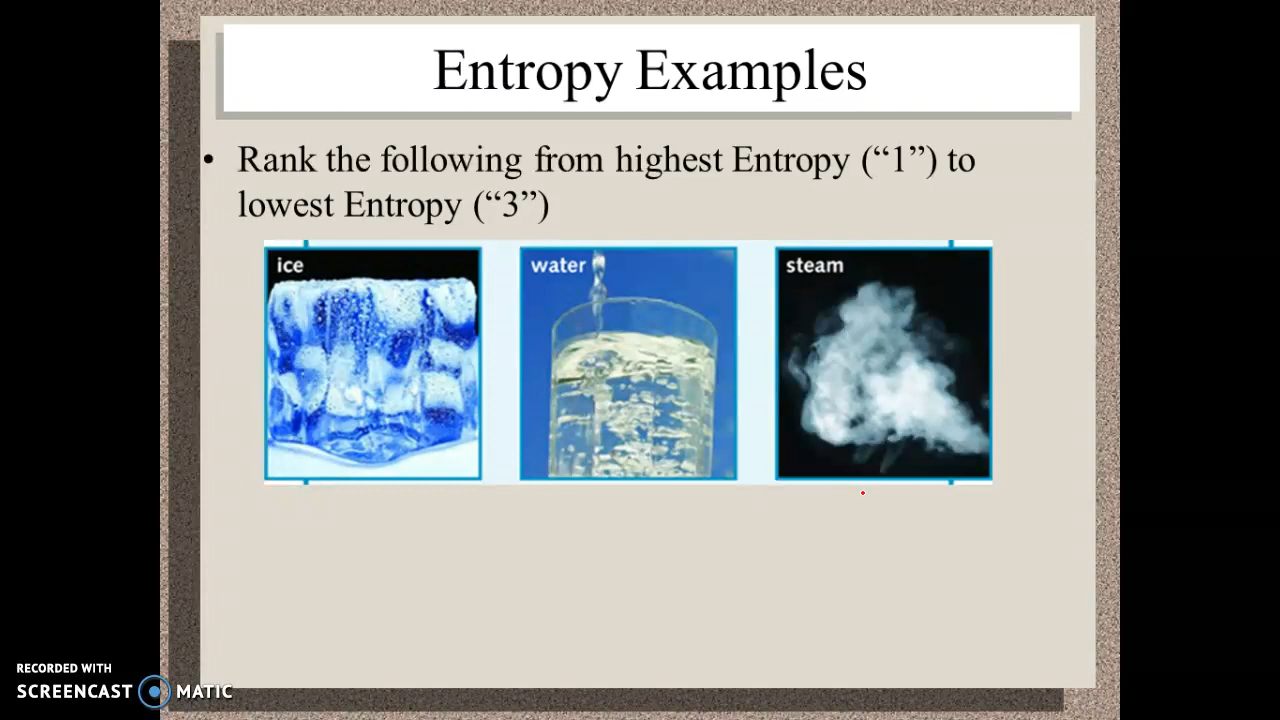 Entropy Examples
• Rank the following from highest Entropy (“1”) to
lowest Entropy (“3”)
ice
water
steam
RECORDED WITH
SCREENCAST MATIC